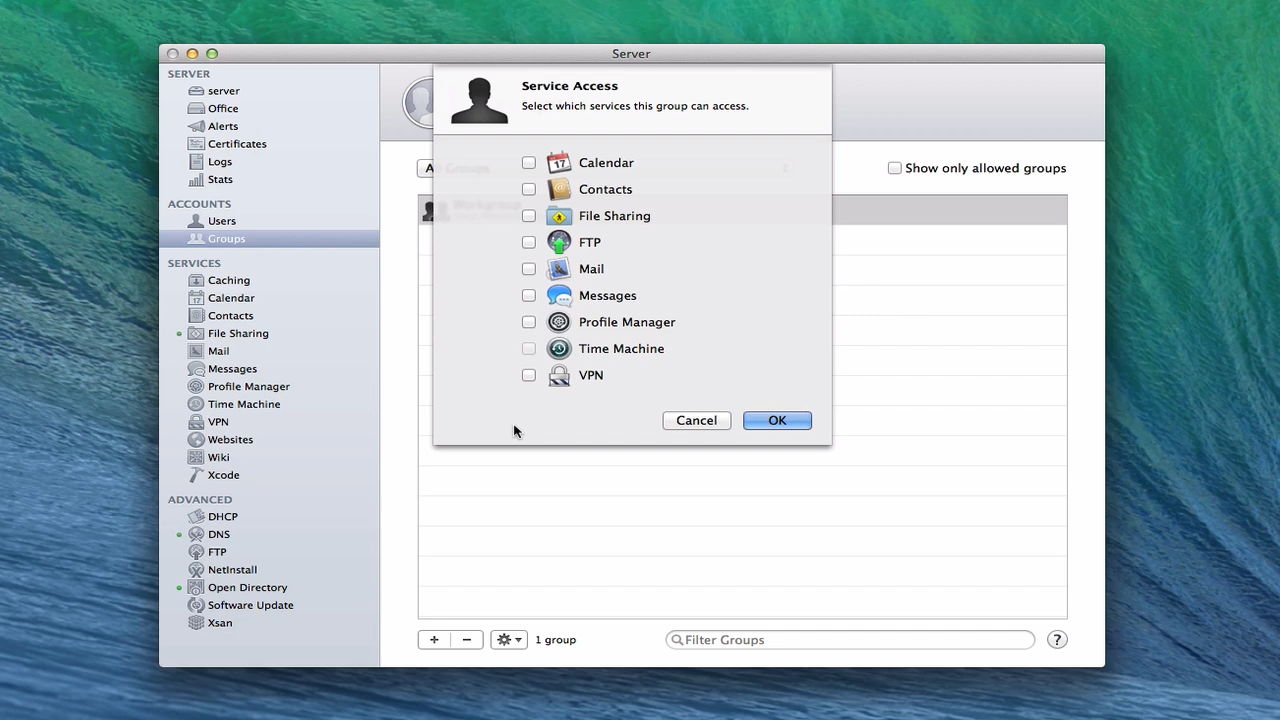 Server
SERVER
server
Office
Alerts
Certificates
Logs
Stats
ACCOUNTS
Users
Groups
SERVICES
Caching
Calendar
Contacts
File Sharing
Mail
Messages
Profile Manager
Time Machine
VPN
Websites
Wiki
Xcode
ADVANCED
DHCP
DNS
FTP
NetInstall
Open Directory
Software Update
Xsan
Service Access
Select which services this group can access.
17 Calendar
Contacts
File Sharing
FTP
Mail
Messages
Profile Manager
Time Machine
VPN
Cancel OK
Groups
Show only allowed groups
Workgroup
+ − 1 group
Filter Groups ?